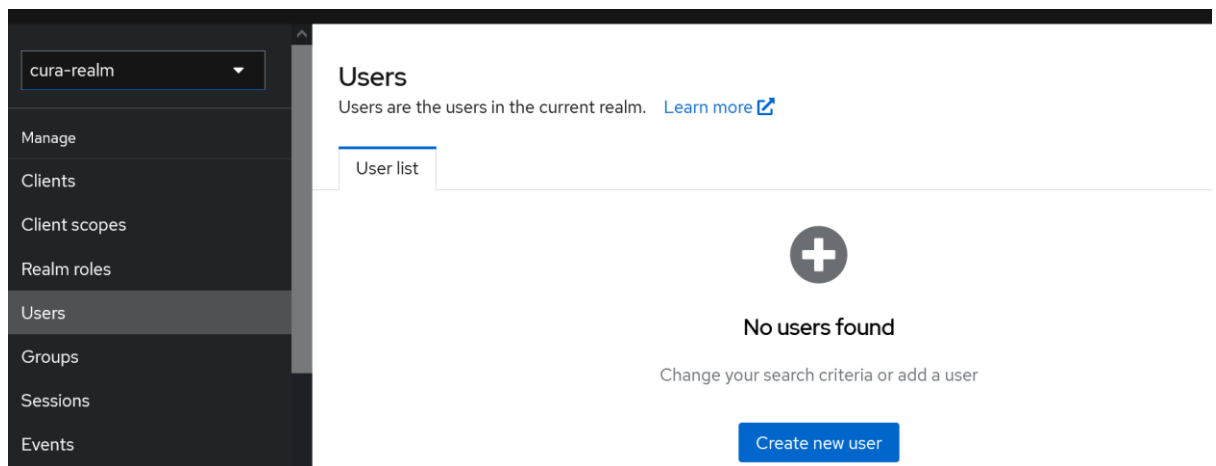 cura-realm
Manage
Clients
Client scopes
Realm roles
Users
Groups
Sessions
Events
Users
Users are the users in the current realm. Learn more
User list
No users found
Change your search criteria or add a user
Create new user